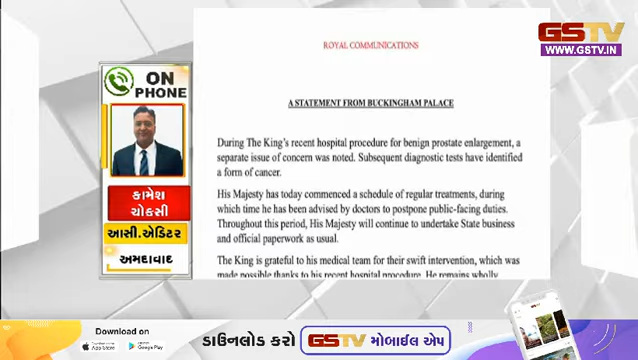 GSTV
WWW.GSTV.IN
ROYAL COMMUNICATIONS
ON
PHONE
A STATEMENT FROM BUCKINGHAM PALACE
During The King's recent hospital procedure for benign prostate enlargement, a
separate issue of concern was noted. Subsequent diagnostic tests have identified
a form of cancer.
His Majesty has today commenced a schedule of regular treatments, during
which time he has been advised by doctors to postpone public-facing duties.
Throughout this period, His Majesty will continue to undertake State business
and official paperwork as usual.
The King is grateful to his medical team for their swift intervention, which was
made possible thanks to his recent hospital procedure. He remains wholly
કામેશ
ચોકસી
આસી.એડિટર
અમદાવાદ
Download on
App Store
Google Play
ડાઉનલોડ કરો GSTV મોબાઈલ એપ